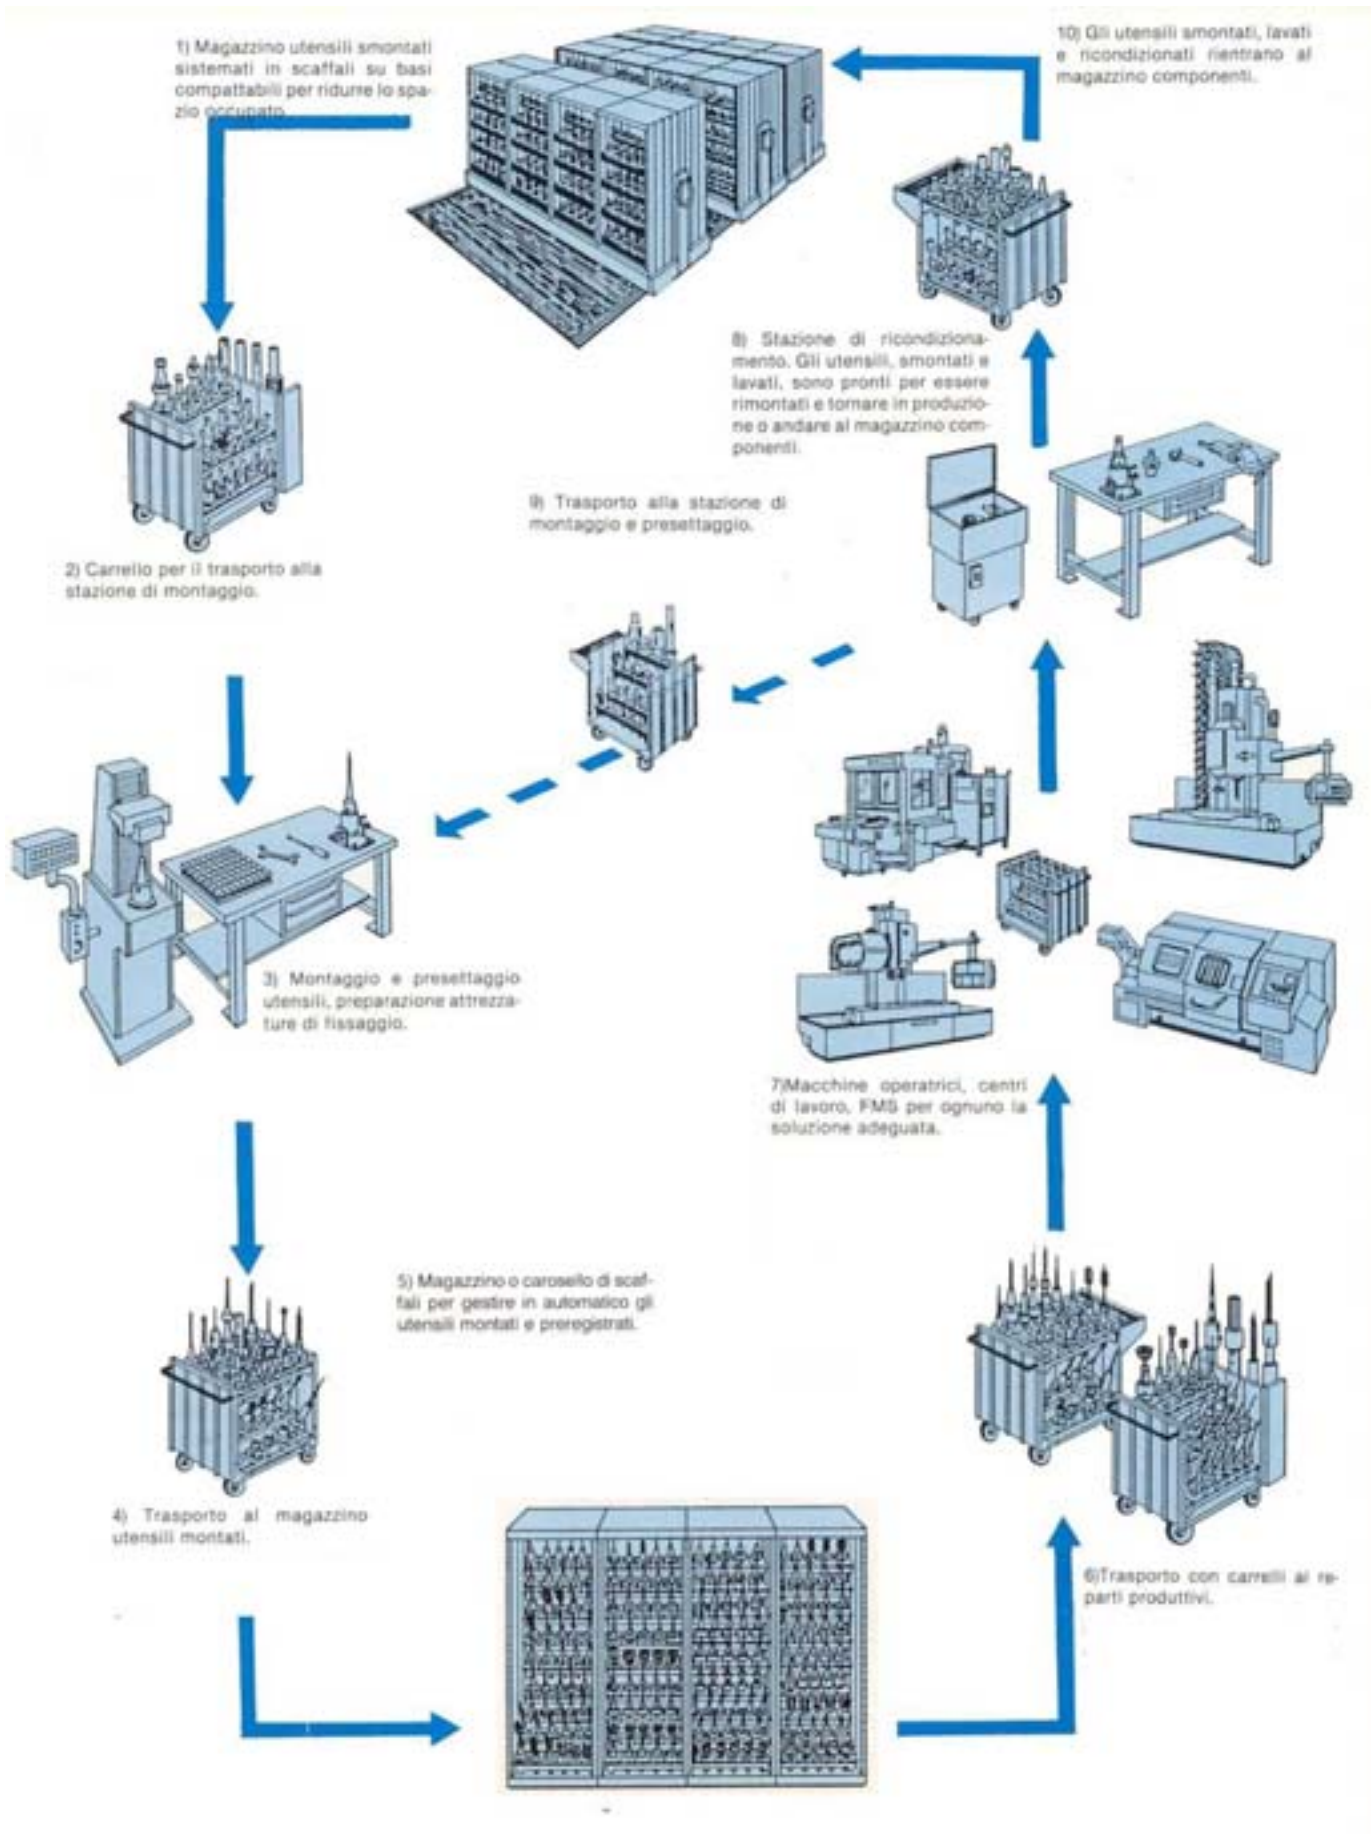 1) Magazzino utensili smontati
sistemati in scaffali su basi
compattabili per ridurre lo spa-
zio occupato.
10) Gli utensili smontati, lavati
e ricondizionati rientrano al
magazzino componenti.
2) Carrello per il trasporto alla
stazione di montaggio.
8) Stazione di ricondiziona-
mento. Gli utensili, smontati e
lavati, sono pronti per essere
rimontati e tornare in produzio-
ne o andare al magazzino com-
ponenti.
9) Trasporto alla stazione di
montaggio e presettaggio.
3) Montaggio e presettaggio
utensili, preparazione attrezza-
ture di fissaggio.
7)Macchine operatrici, centri
di lavoro, FMS per ognuno la
soluzione adeguata.
5) Magazzino o carosello di scaf-
fali per gestire in automatico gli
utensili montati e preregistrati.
4) Trasporto al magazzino
utensili montati.
6)Trasporto con carrelli ai re-
parti produttivi.